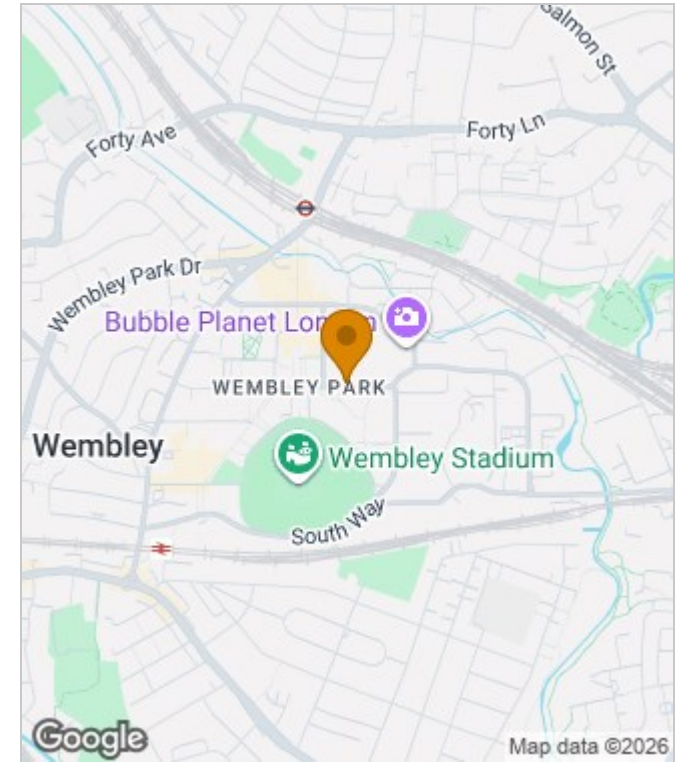 Salmon St
Forty Ave
Forty Ln
Wembley Park Dr
Bubble Planet London
WEMBLEY PARK
Wembley
Wembley Stadium
South Way
Google
Map data ©2026